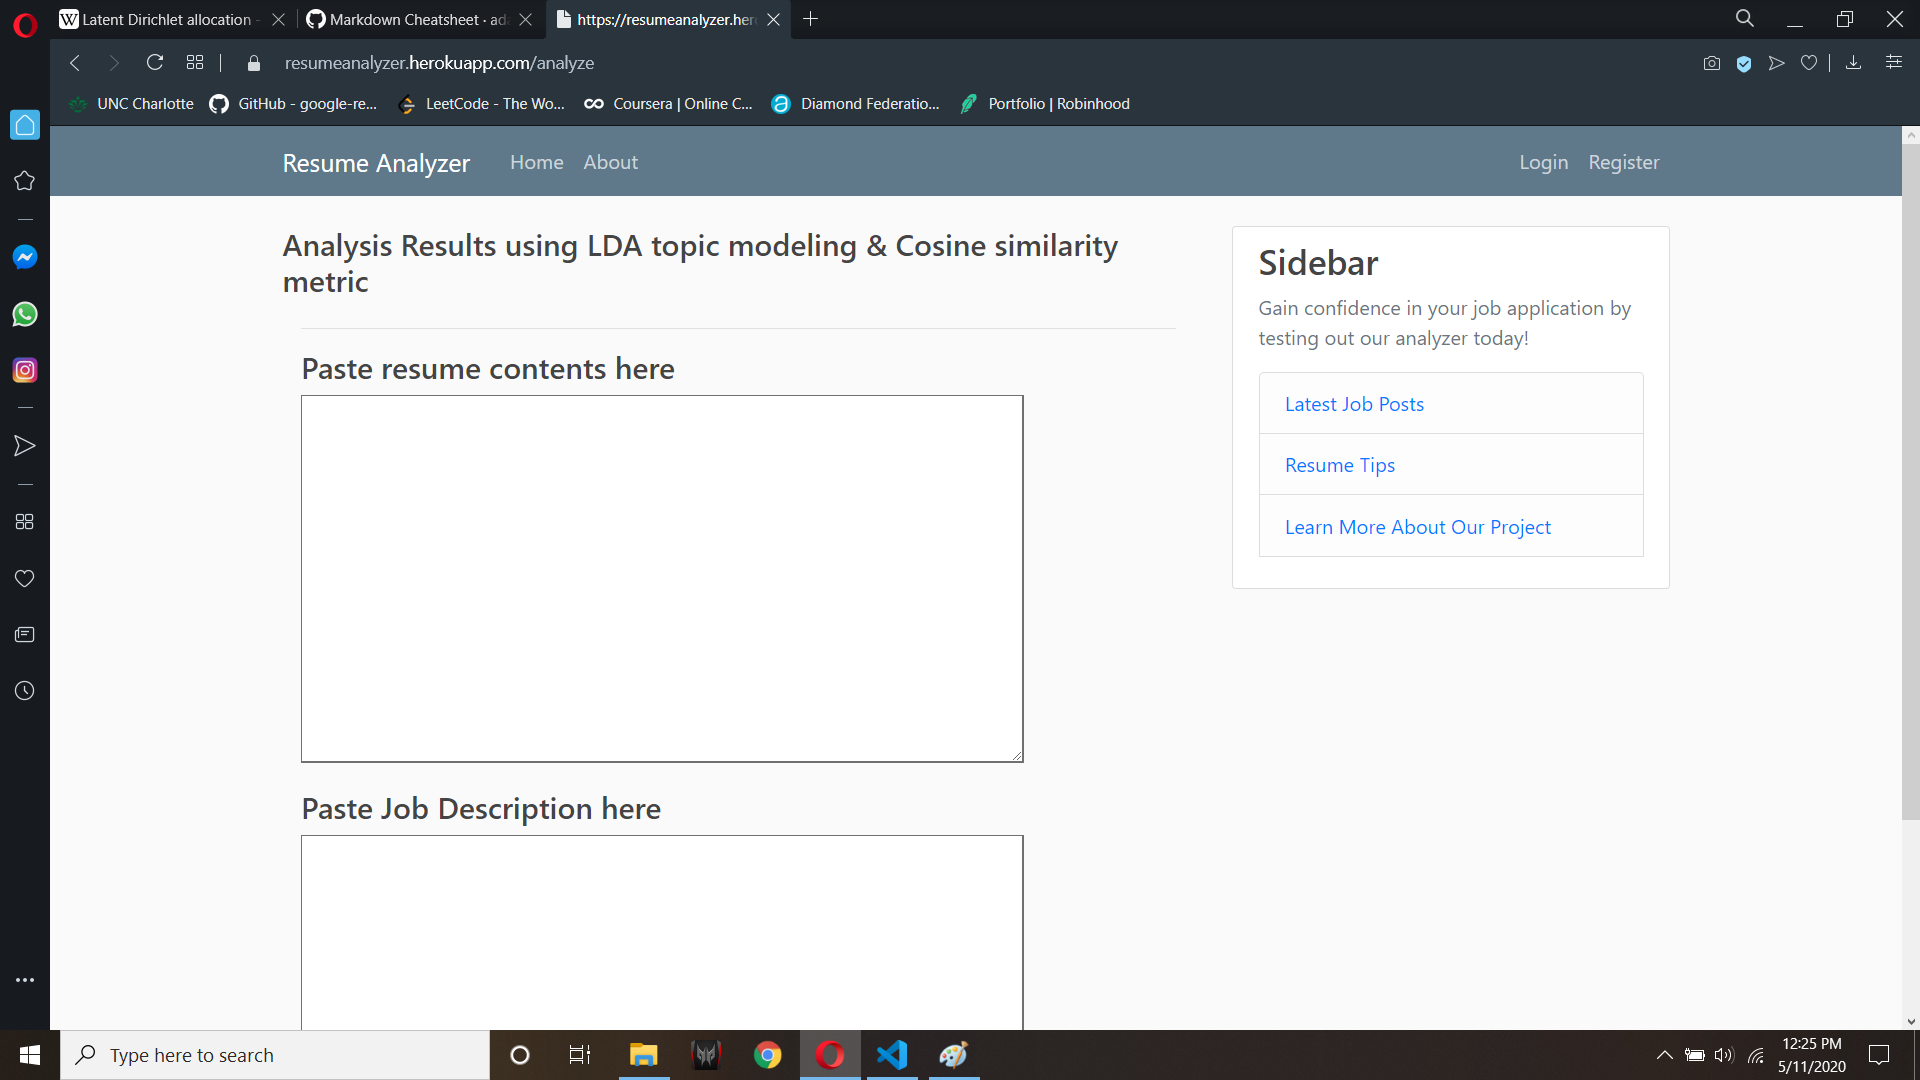 Latent Dirichlet allocation -
Markdown Cheatsheet · ada
https://resumeanalyzer.her
resumeanalyzer.herokuapp.com/analyze
UNC Charlotte
GitHub - google-re...
LeetCode - The Wo...
Coursera | Online C...
Diamond Federatio...
Portfolio | Robinhood
Resume Analyzer
Home
About
Login
Register
Analysis Results using LDA topic modeling & Cosine similarity
metric
Paste resume contents here
Paste Job Description here
Sidebar
Gain confidence in your job application by
testing out our analyzer today!
Latest Job Posts
Resume Tips
Learn More About Our Project
Type here to search
12:25 PM
5/11/2020